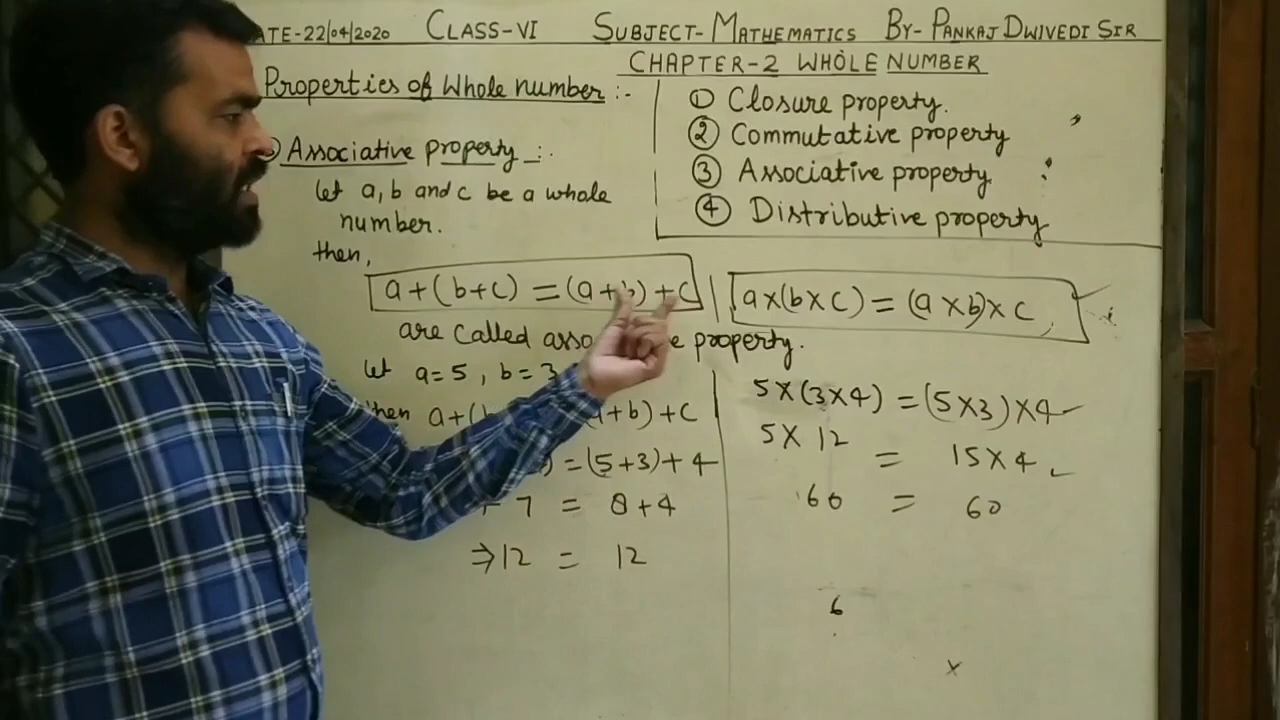 ATE-22/04/2020 CLASS-VI SUBJECT-MATHEMATICS BY-PANKAJ DWIVEDI SIR
CHAPTER-2 WHOLE NUMBER
Properties of Whole number :-
① Closure property.
② Commutative property
③ Associative property
④ Distributive property
Associative property :-
let a, b and c be a whole
number.
then,
a+(b+c) = (a+b)+c
a×(b×c) = (a×b)×c
are called property.
let a=5, b=3
then a+( +b)+c
=(5+3)+4
7 = 8+4
⇒12 = 12
5×(3×4) = (5×3)×4
5×12 = 15×4
60 = 60
6
×